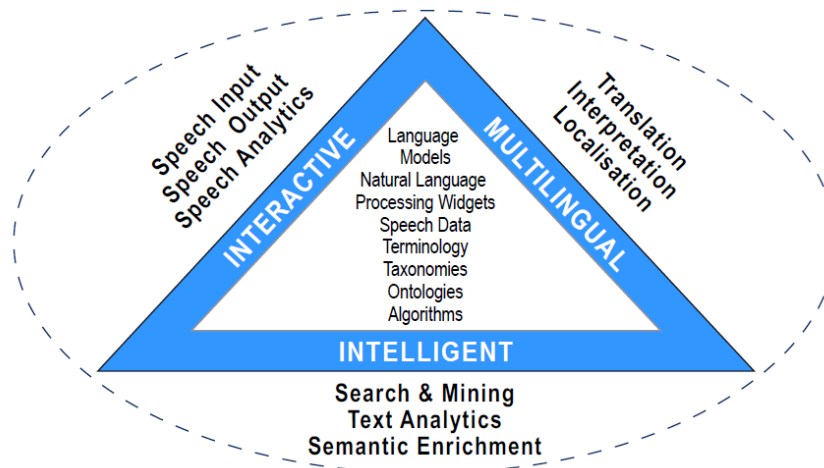 Speech Input
Speech Output
Speech Analytics
INTERACTIVE
Translation
Interpretation
Localisation
MULTILINGUAL
Language
Models
Natural Language
Processing Widgets
Speech Data
Terminology
Taxonomies
Ontologies
Algorithms
INTELLIGENT
Search & Mining
Text Analytics
Semantic Enrichment